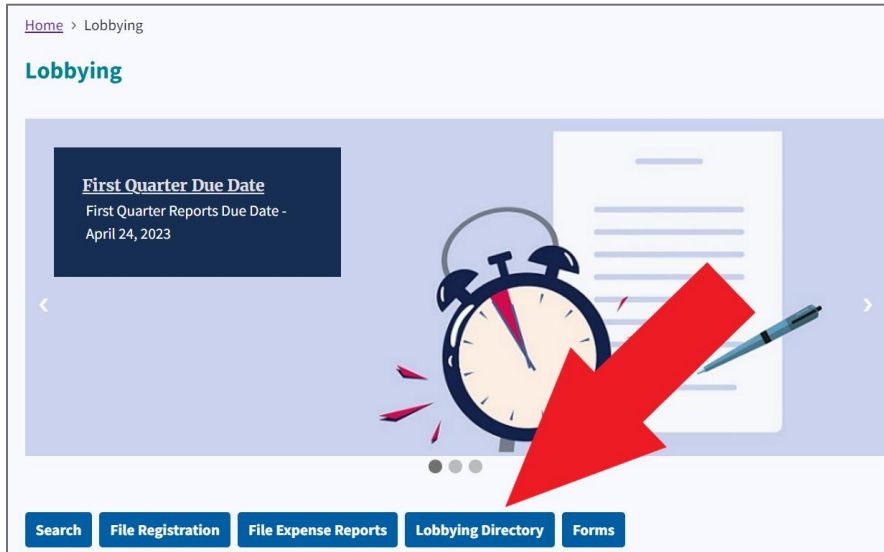 Home > Lobbying
Lobbying
First Quarter Due Date
First Quarter Reports Due Date -
April 24, 2023
Search File Registration File Expense Reports Lobbying Directory Forms